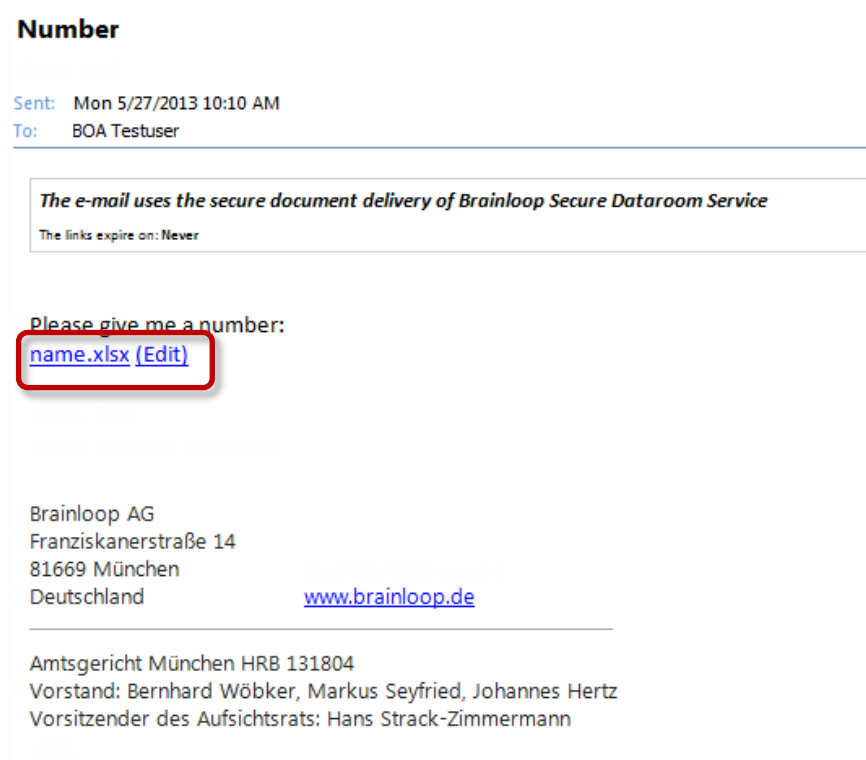 Number
Sent: Mon 5/27/2013 10:10 AM
To: BOA Testuser
The e-mail uses the secure document delivery of Brainloop Secure Dataroom Service
The links expire on: Never
Please give me a number:
name.xlsx (Edit)
Brainloop AG
Franziskanerstraße 14
81669 München
Deutschland www.brainloop.de
Amtsgericht München HRB 131804
Vorstand: Bernhard Wöbker, Markus Seyfried, Johannes Hertz
Vorsitzender des Aufsichtsrats: Hans Strack-Zimmermann